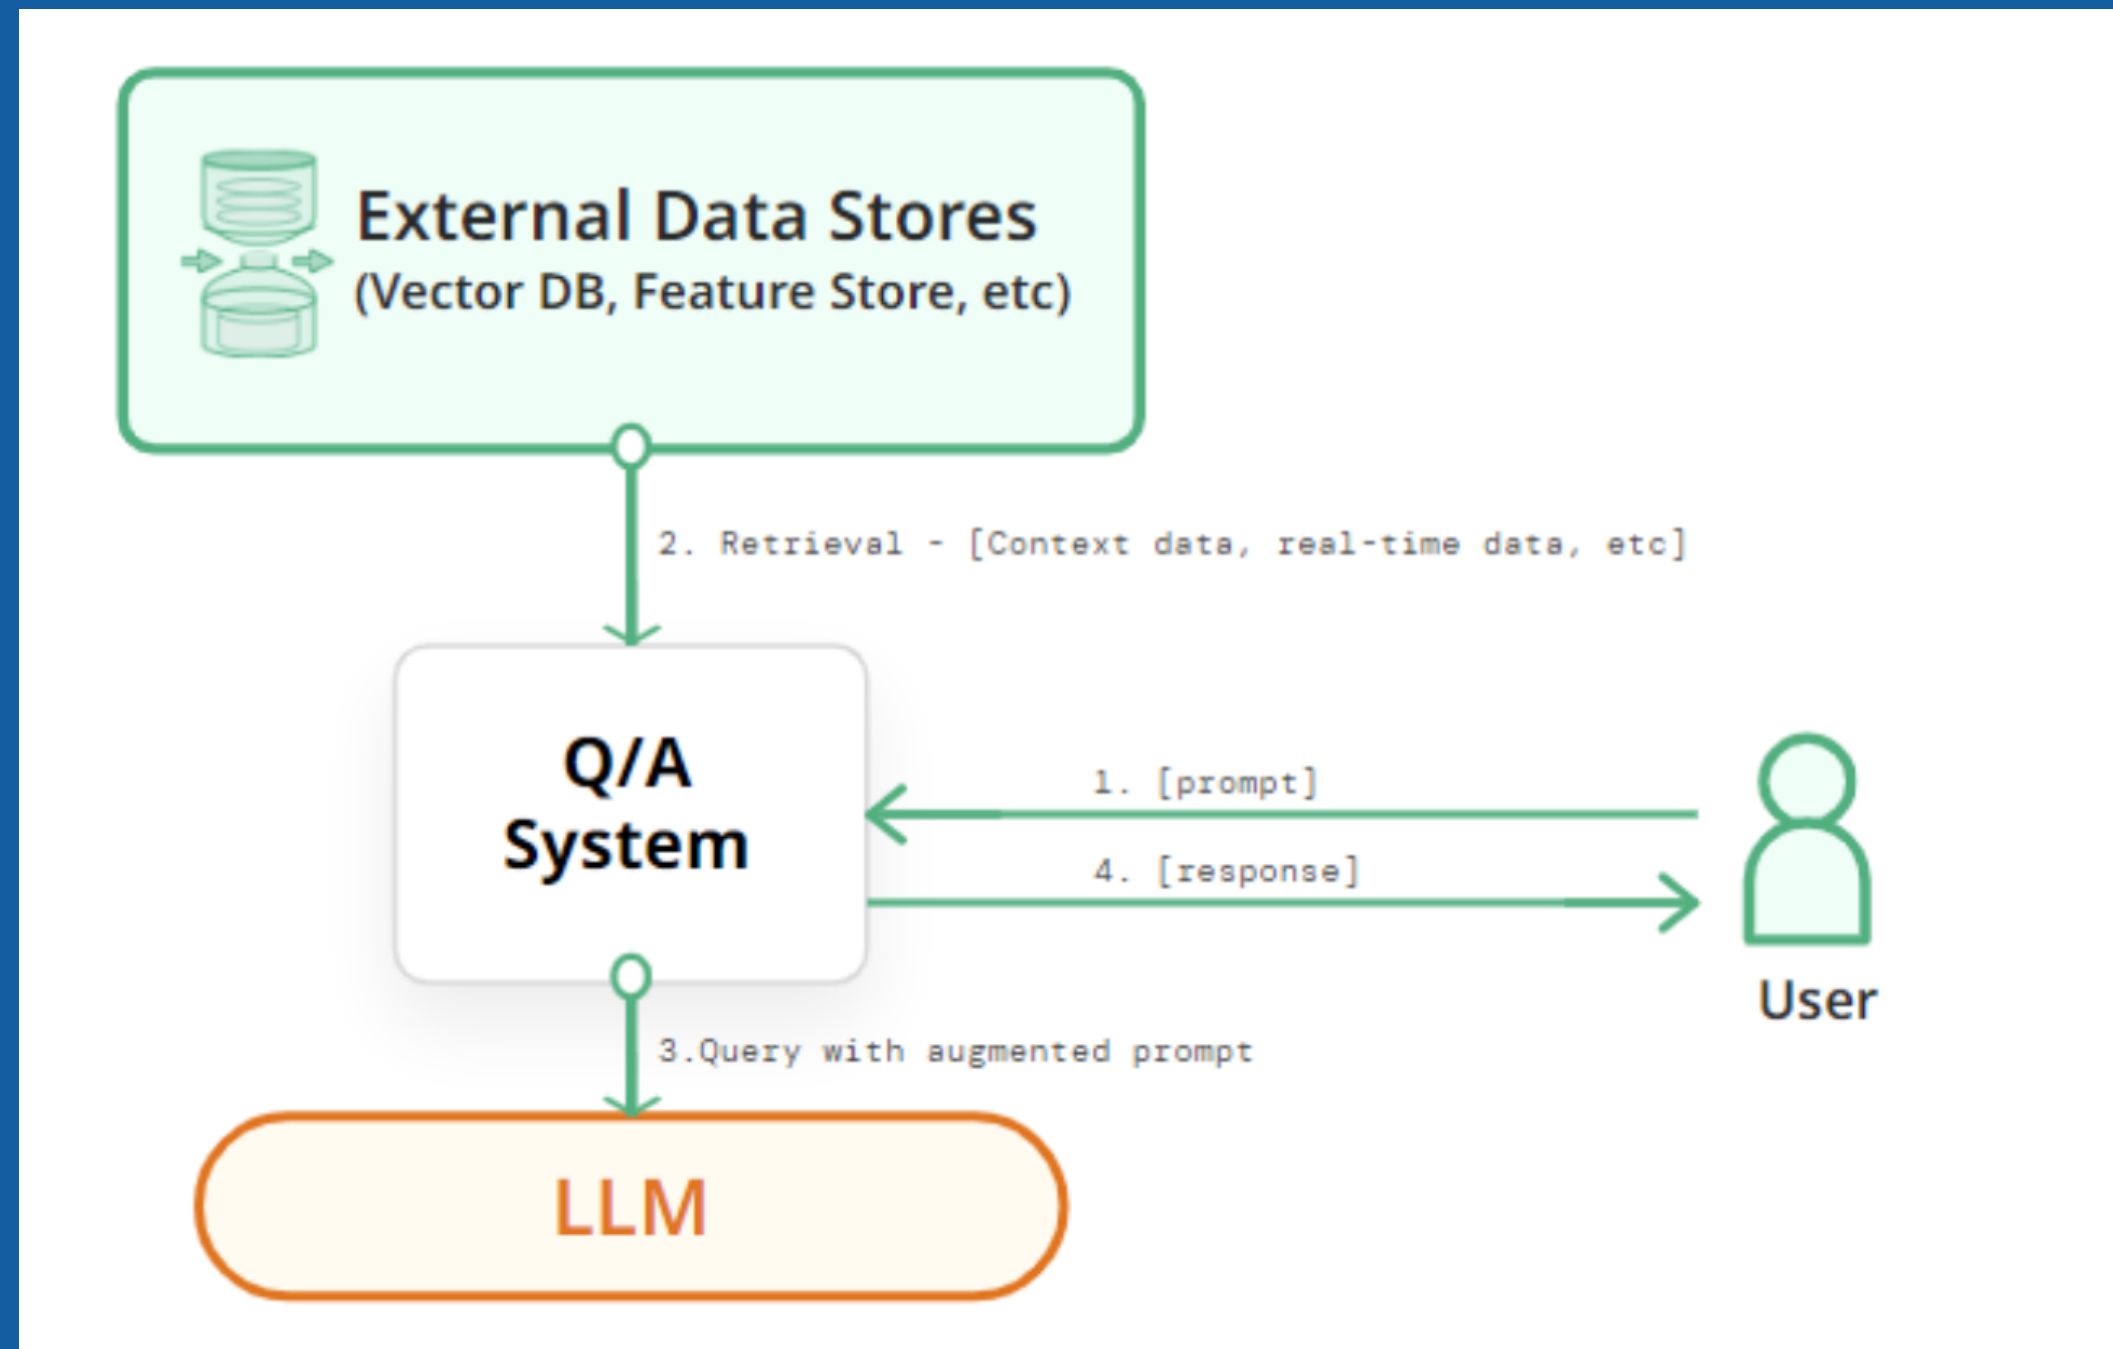 External Data Stores
(Vector DB, Feature Store, etc)
2. Retrieval - [Context data, real-time data, etc]
Q/A
System
1. [prompt]
4. [response]
User
3.Query with augmented prompt
LLM